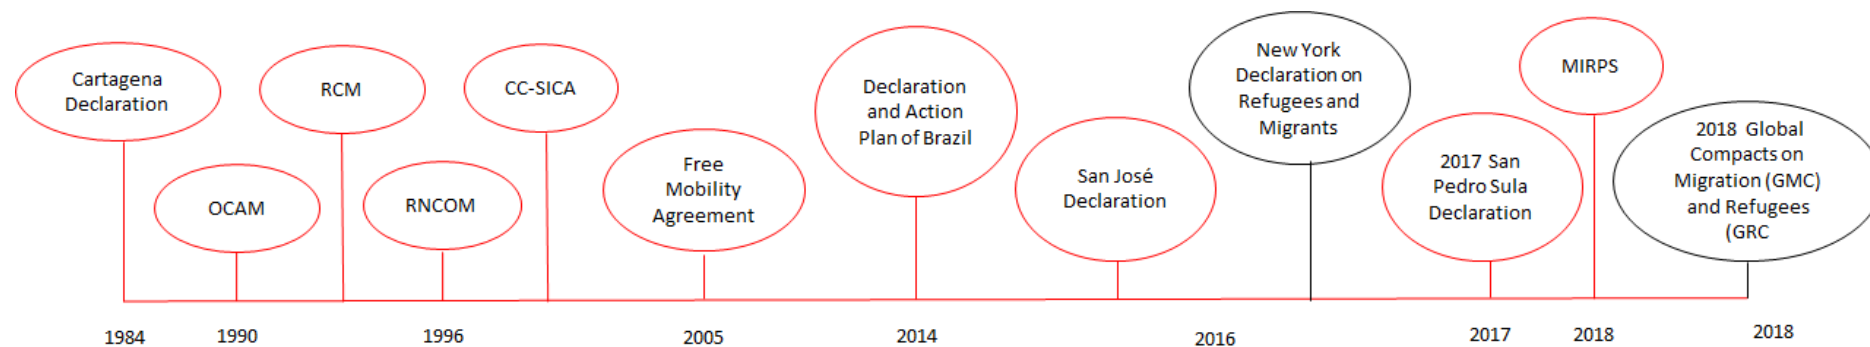 Cartagena
Declaration
OCAM
RCM
RNCOM
CC-SICA
Free
Mobility
Agreement
Declaration
and Action
Plan of Brazil
San José
Declaration
New York
Declaration on
Refugees and
Migrants
2017 San
Pedro Sula
Declaration
MIRPS
2018 Global
Compacts on
Migration (GMC)
and Refugees
(GRC
1984
1990
1996
2005
2014
2016
2017
2018
2018